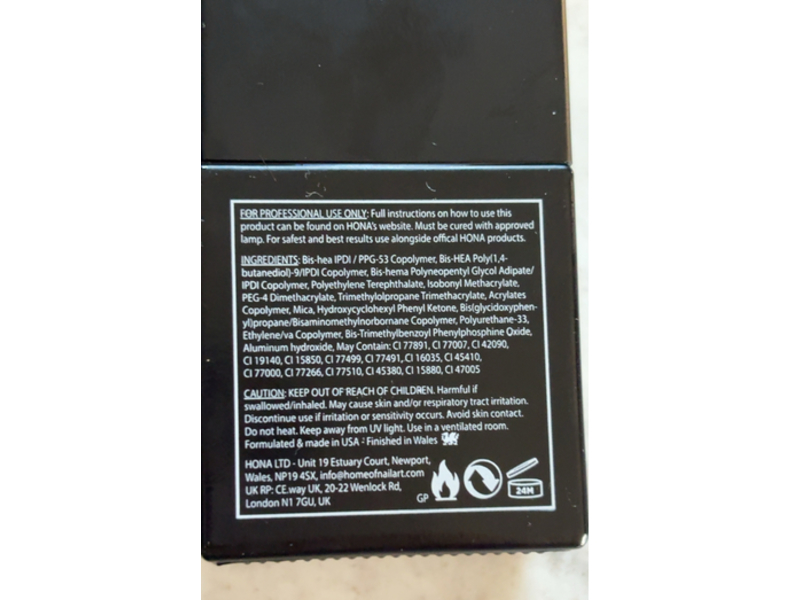 FOR PROFESSIONAL USE ONLY: Full instructions on how to use this
product can be found on HONA's website. Must be cured with approved
lamp. For safest and best results use alongside offical HONA products.
INGREDIENTS: Bis-hea IPDI / PPG-53 Copolymer, Bis-HEA Poly(1,4-
butanediol)-9/IPDI Copolymer, Bis-hema Polyneopentyl Glycol Adipate/
IPDI Copolymer, Polyethylene Terephthalate, Isobonyl Methacrylate,
PEG-4 Dimethacrylate, Trimethylolpropane Trimethacrylate, Acrylates
Copolymer, Mica, Hydroxycyclohexyl Phenyl Ketone, Bis(glycidoxyphen-
yl)propane/Bisaminomethylnorbornane Copolymer, Polyurethane-33,
Ethylene/va Copolymer, Bis-Trimethylbenzoyl Phenylphosphine Oxide,
Aluminum hydroxide, May Contain: CI 77891, CI 77007, CI 42090,
CI 19140, CI 15850, CI 77499, CI 77491, CI 16035, CI 45410,
CI 77000, CI 77266, CI 77510, CI 45380, CI 15880, CI 47005
CAUTION: KEEP OUT OF REACH OF CHILDREN. Harmful if
swallowed/inhaled. May cause skin and/or respiratory tract irritation.
Discontinue use if irritation or sensitivity occurs. Avoid skin contact.
Do not heat. Keep away from UV light. Use in a ventilated room.
Formulated & made in USA - Finished in Wales
HONA LTD - Unit 19 Estuary Court, Newport,
Wales, NP19 4SX, info@homeofnailart.com
UK RP: CE.way UK, 20-22 Wenlock Rd,
London N1 7GU, UK
GP
24M